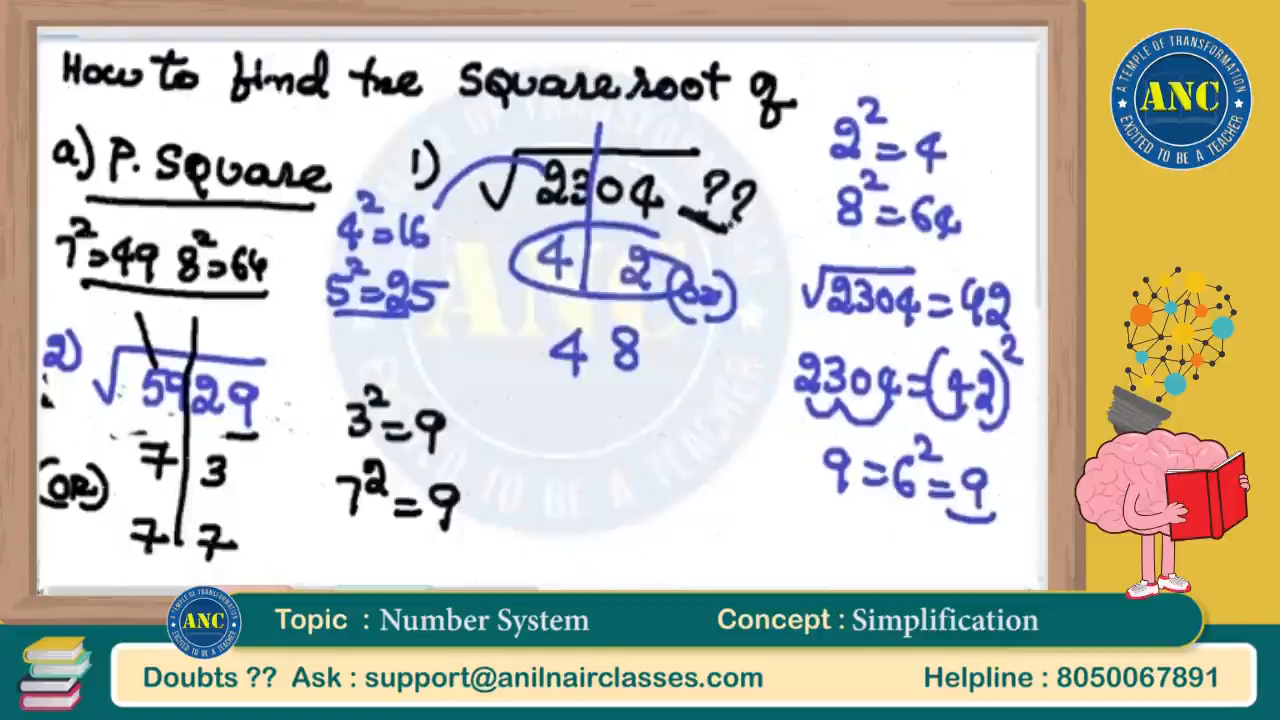 How to find the Square root of
a) P. Square
7²=49 8²=64
1) √2304 ??
4²=16
5²=25
4 2 (OR)
4 8
2²=4
8²=64
√2304=42
2304=(42)²
9=6²=9
2) √5929
7 3
(OR)
7 7
3²=9
7²=9
A TEMPLE OF TRANSFORMATION
ANC
EXCITED TO BE A TEACHER
ANC
Topic : Number System
Concept: Simplification
Doubts ?? Ask : support@anilnairclasses.com
Helpline : 8050067891